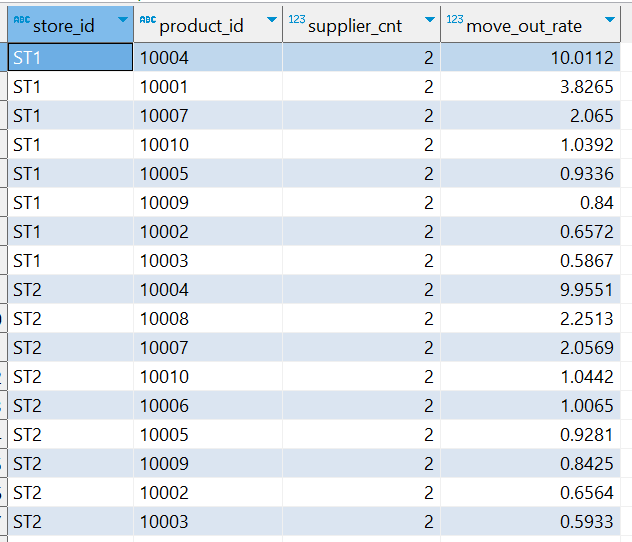 ABC store_id ABC product_id 123 supplier_cnt 123 move_out_rate
ST1 10004 2 10.0112
ST1 10001 2 3.8265
ST1 10007 2 2.065
ST1 10010 2 1.0392
ST1 10005 2 0.9336
ST1 10009 2 0.84
ST1 10002 2 0.6572
ST1 10003 2 0.5867
ST2 10004 2 9.9551
ST2 10008 2 2.2513
ST2 10007 2 2.0569
ST2 10010 2 1.0442
ST2 10006 2 1.0065
ST2 10005 2 0.9281
ST2 10009 2 0.8425
ST2 10002 2 0.6564
ST2 10003 2 0.5933